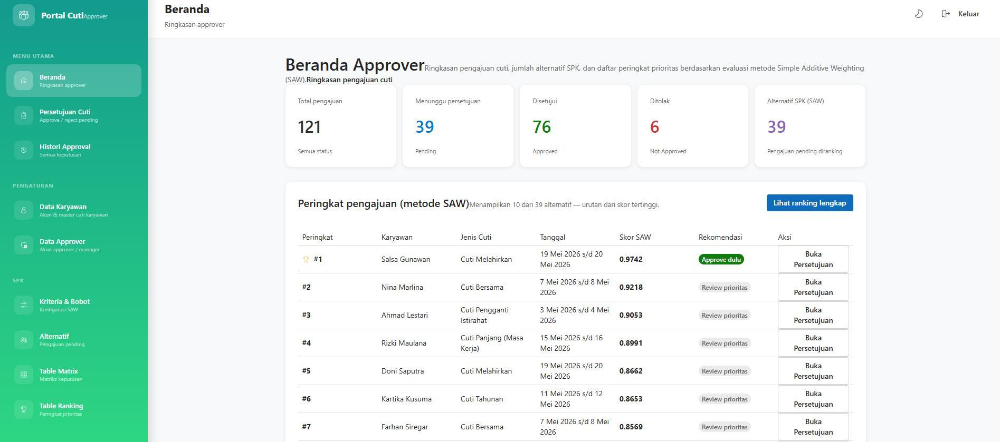 Portal CutiApprover
MENU UTAMA
Beranda
Ringkasan approver
Persetujuan Cuti
Approve / reject pending
Histori Approval
Semua keputusan
PENGATURAN
Data Karyawan
Akun & master cuti karyawan
Data Approver
Akun approver / manager
SPK
Kriteria & Bobot
Konfigurasi SAW
Alternatif
Pengajuan pending
Table Matrix
Matriks keputusan
Table Ranking
Peringkat prioritas
Beranda
Ringkasan approver
Keluar
Beranda ApproverRingkasan pengajuan cuti, jumlah alternatif SPK, dan daftar peringkat prioritas berdasarkan evaluasi metode Simple Additive Weighting
(SAW).Ringkasan pengajuan cuti
Total pengajuan
121
Semua status
Menunggu persetujuan
39
Pending
Disetujui
76
Approved
Ditolak
6
Not Approved
Alternatif SPK (SAW)
39
Pengajuan pending diranking
Peringkat pengajuan (metode SAW)Menampilkan 10 dari 39 alternatif — urutan dari skor tertinggi.
Lihat ranking lengkap
Peringkat Karyawan Jenis Cuti Tanggal Skor SAW Rekomendasi Aksi
#1 Salsa Gunawan Cuti Melahirkan 19 Mei 2026 s/d 20 0.9742 Approve dulu Buka
Mei 2026 Persetujuan
#2 Nina Marlina Cuti Bersama 7 Mei 2026 s/d 8 Mei 0.9218 Review prioritas Buka
2026 Persetujuan
#3 Ahmad Lestari Cuti Pengganti 3 Mei 2026 s/d 4 Mei 0.9053 Review prioritas Buka
Istirahat 2026 Persetujuan
#4 Rizki Maulana Cuti Panjang (Masa 15 Mei 2026 s/d 16 0.8991 Review prioritas Buka
Kerja) Mei 2026 Persetujuan
#5 Doni Saputra Cuti Melahirkan 19 Mei 2026 s/d 20 0.8662 Review prioritas Buka
Mei 2026 Persetujuan
#6 Kartika Kusuma Cuti Tahunan 11 Mei 2026 s/d 12 0.8653 Review prioritas Buka
Mei 2026 Persetujuan
#7 Farhan Siregar Cuti Bersama 7 Mei 2026 s/d 8 Mei 0.8569 Review prioritas Buka
2026 Persetujuan